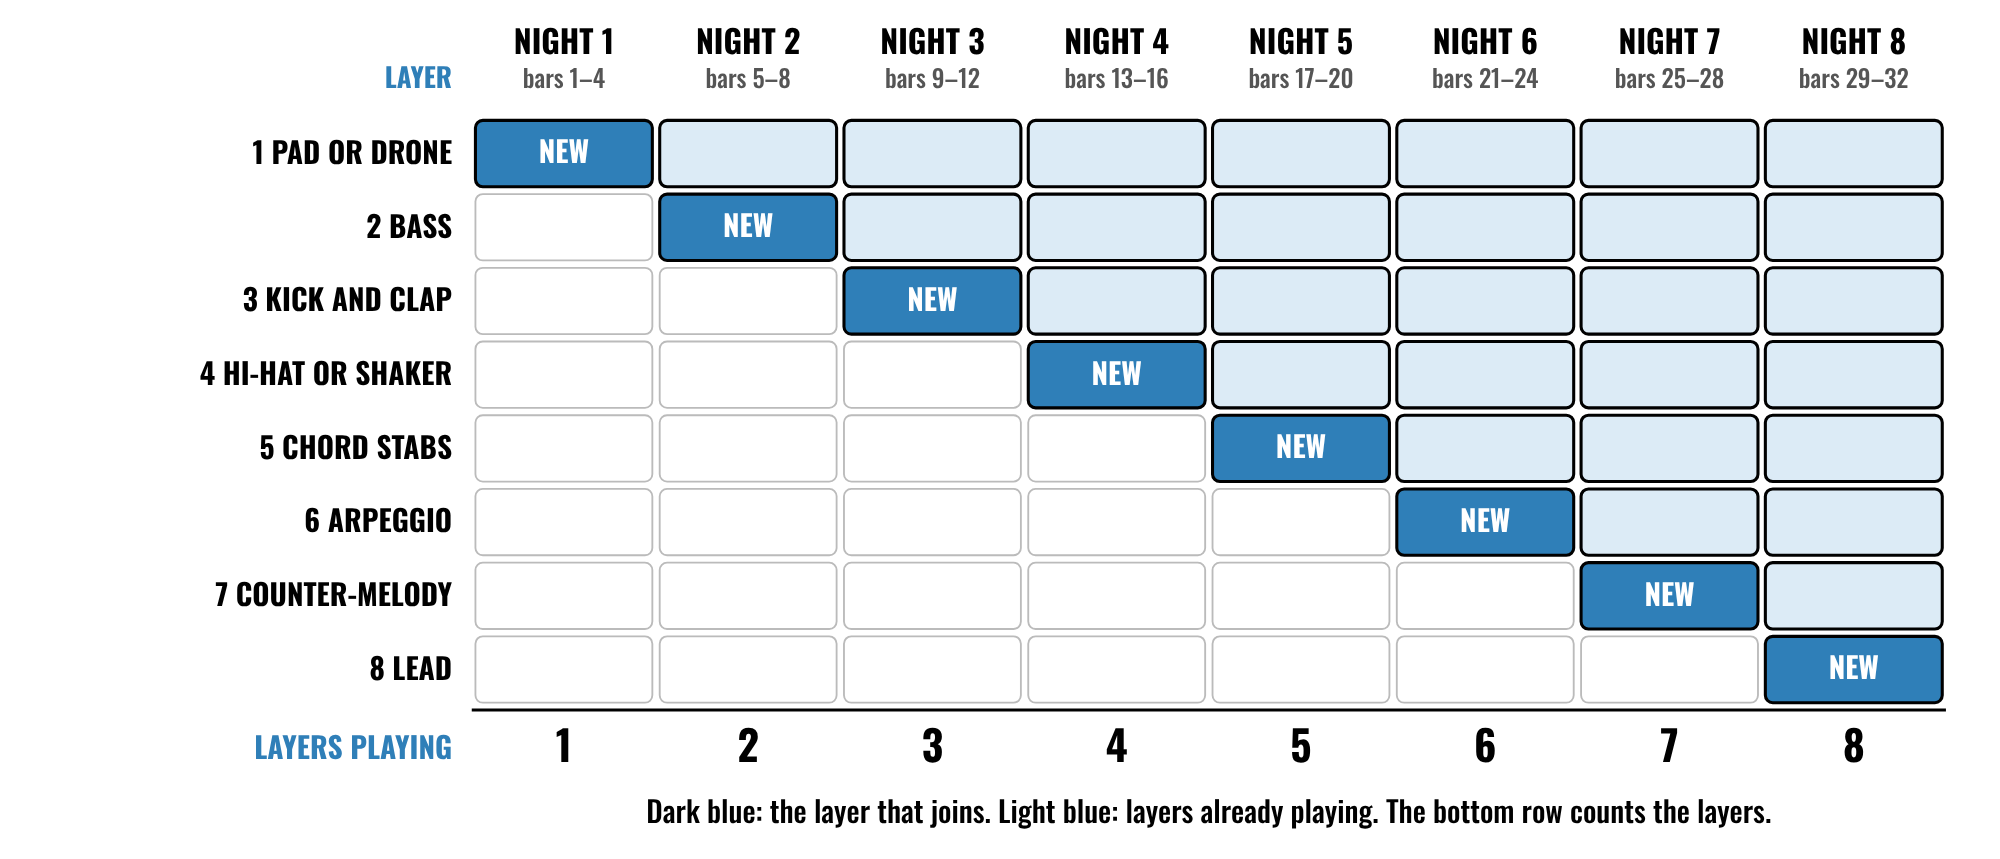 NIGHT 1 NIGHT 2 NIGHT 3 NIGHT 4 NIGHT 5 NIGHT 6 NIGHT 7 NIGHT 8
LAYER bars 1–4 bars 5–8 bars 9–12 bars 13–16 bars 17–20 bars 21–24 bars 25–28 bars 29–32
1 PAD OR DRONE NEW
2 BASS NEW
3 KICK AND CLAP NEW
4 HI-HAT OR SHAKER NEW
5 CHORD STABS NEW
6 ARPEGGIO NEW
7 COUNTER-MELODY NEW
8 LEAD NEW
LAYERS PLAYING 1 2 3 4 5 6 7 8
Dark blue: the layer that joins. Light blue: layers already playing. The bottom row counts the layers.